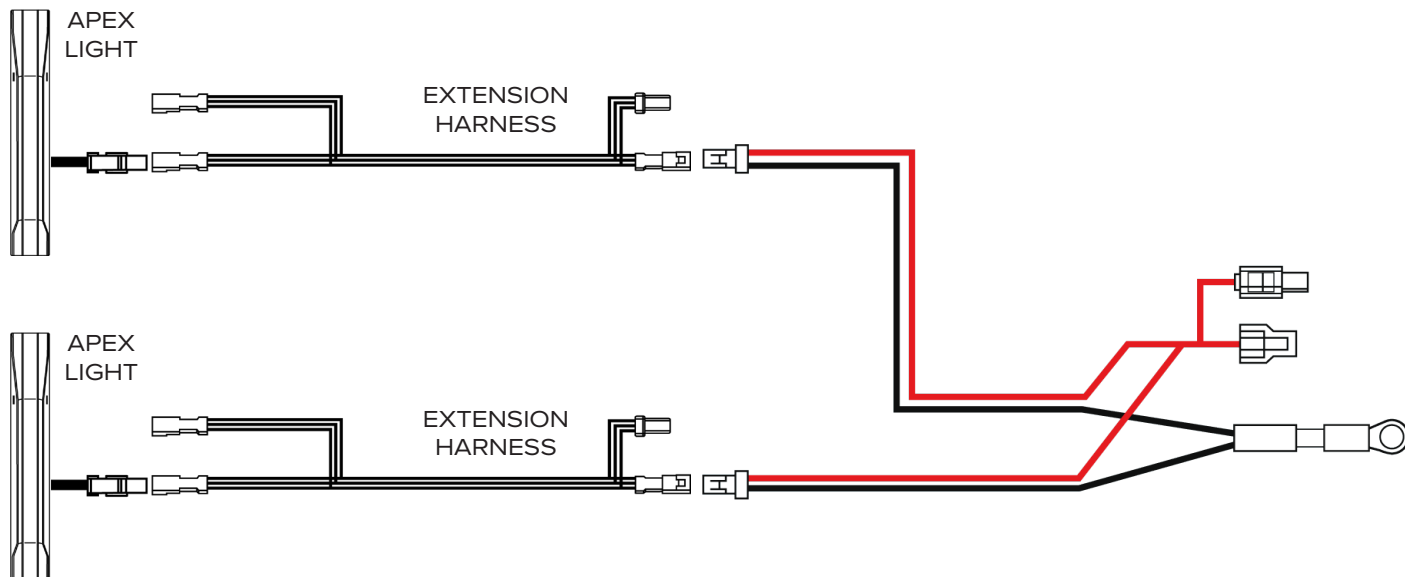 APEX
LIGHT
EXTENSION
HARNESS
APEX
LIGHT
EXTENSION
HARNESS